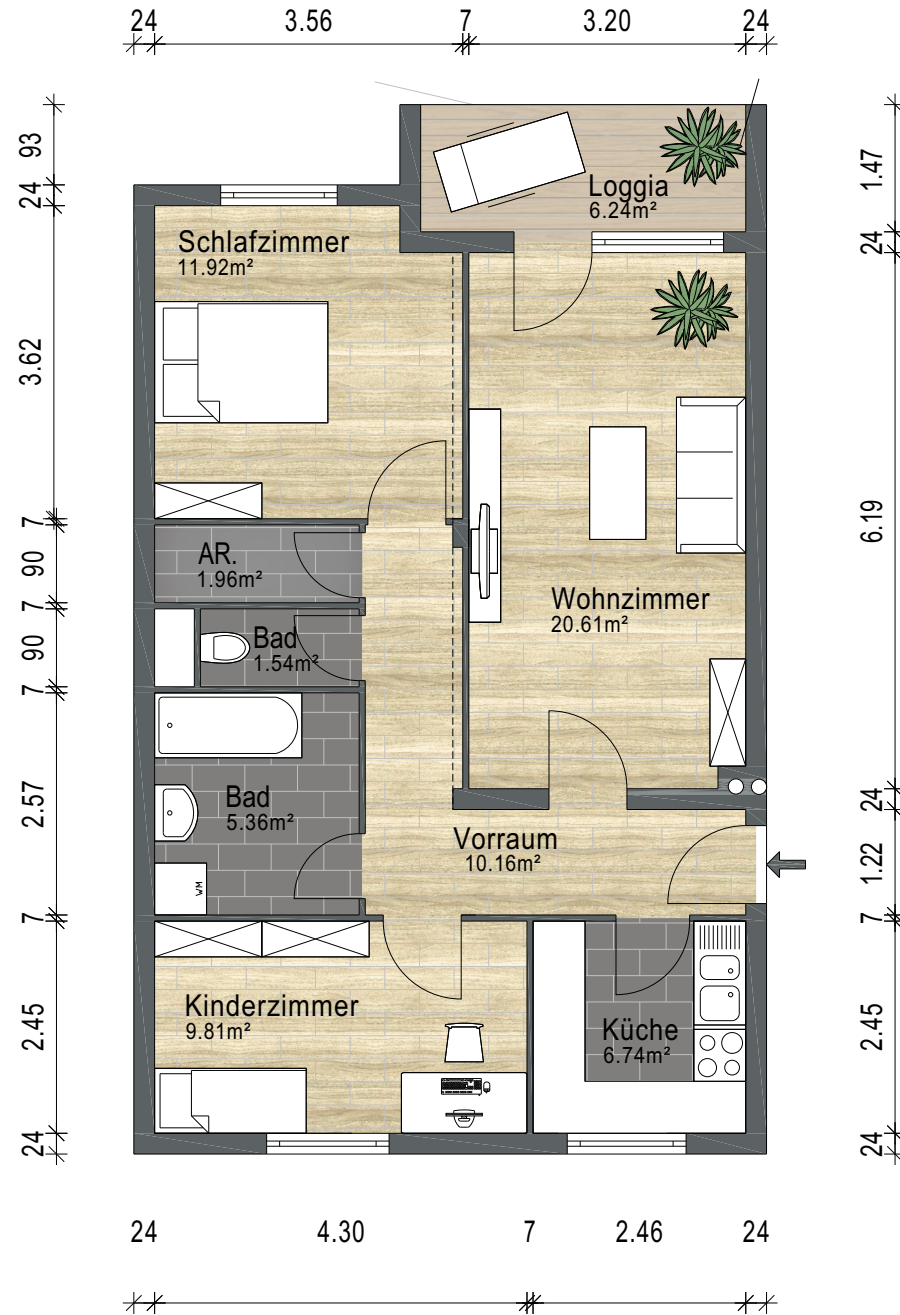 24 3.56 7 3.20 24
93
24
3.62
7
90
7
90
7
2.57
7
2.45
24
Loggia
6.24m²
Schlafzimmer
11.92m²
AR.
1.96m²
Wohnzimmer
20.61m²
Bad
1.54m²
Bad
5.36m²
Vorraum
10.16m²
WM
Kinderzimmer
9.81m²
Küche
6.74m²
1.47
24
6.19
24
1.22
7
2.45
24
24 4.30 7 2.46 24